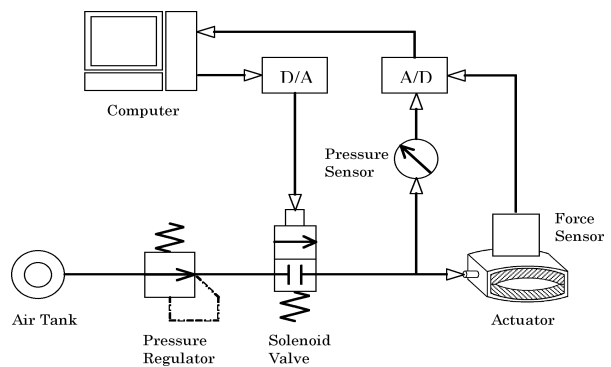 D/A
A/D
Computer
Pressure
Sensor
Force
Sensor
Air Tank
Pressure
Regulator
Solenoid
Valve
Actuator